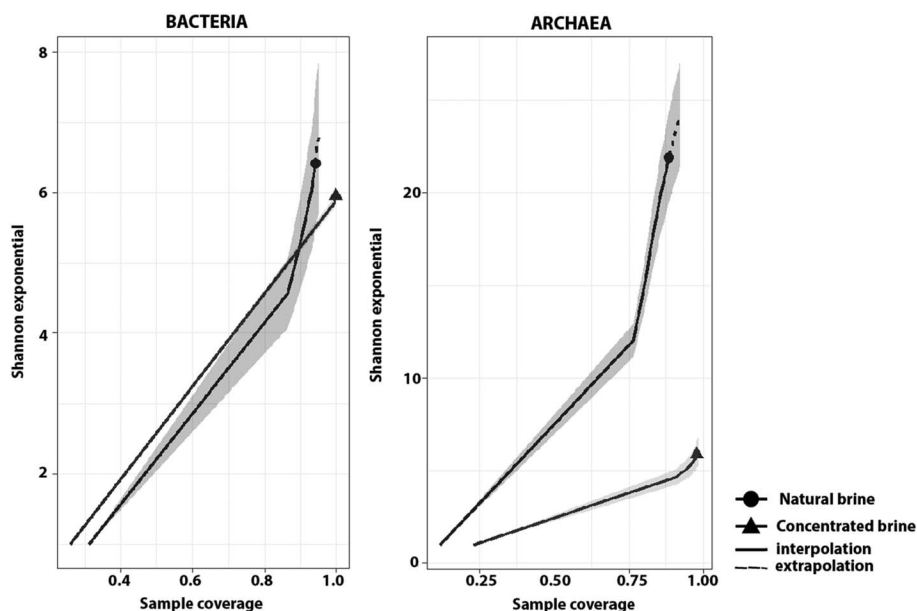 BACTERIA
ARCHAEA
8
6
4
2
Shannon exponential
0.4
0.6
0.8
1.0
Sample coverage
20
10
0
Shannon exponential
0.25
0.50
0.75
1.00
Sample coverage
Natural brine
Concentrated brine
interpolation
extrapolation